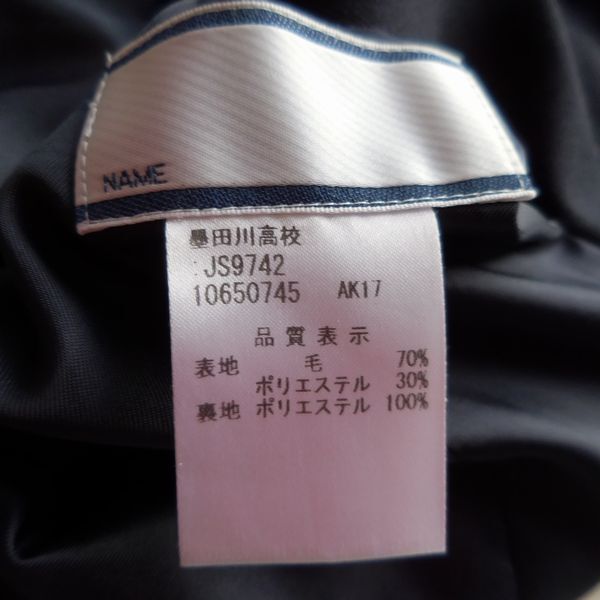 NAME
墨田川高校
:JS9742
10650745 AK17
品質表示
表地 毛 70%
ポリエステル 30%
裏地 ポリエステル 100%